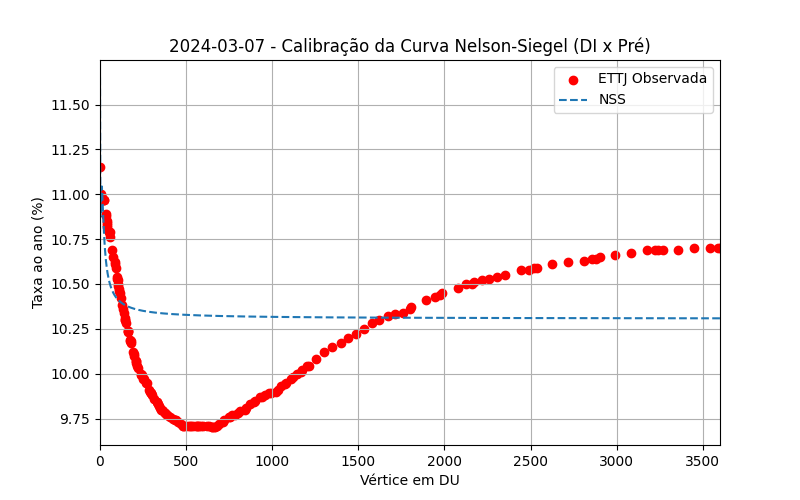 2024-03-07 - Calibração da Curva Nelson-Siegel (DI x Pré)
ETTJ Observada
NSS
Taxa ao ano (%)
11.50
11.25
11.00
10.75
10.50
10.25
10.00
9.75
0 500 1000 1500 2000 2500 3000 3500
Vértice em DU